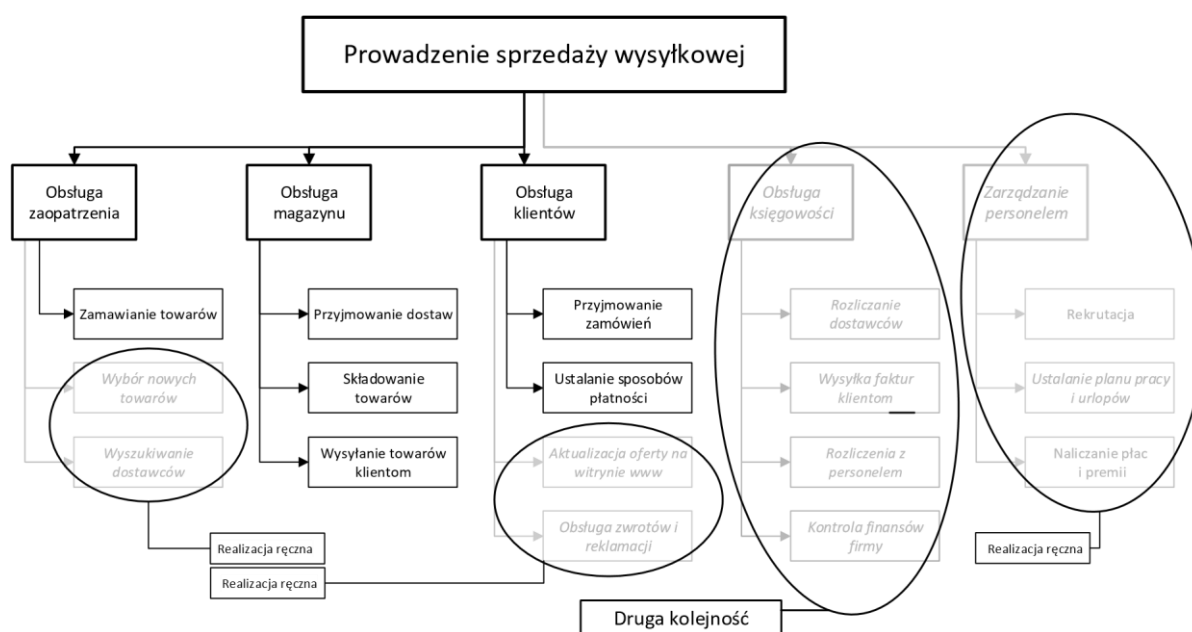 Prowadzenie sprzedaży wysyłkowej
Obsługa
zaopatrzenia
Obsługa
magazynu
Obsługa
klientów
Obsługa
księgowości
Zarządzanie
personelem
Zamawianie towarów
Wybór nowych
towarów
Wyszukiwanie
dostawców
Przyjmowanie dostaw
Składowanie
towarów
Wysyłanie towarów
klientom
Przyjmowanie
zamówień
Ustalanie sposobów
płatności
Aktualizacja oferty na
witrynie www
Obsługa zwrotów i
reklamacji
Rozliczanie
dostawców
Wysyłka faktur
klientom
Rozliczenia z
personelem
Kontrola finansów
firmy
Rekrutacja
Ustalanie planu pracy
i urlopów
Naliczanie płac
i premii
Realizacja ręczna
Realizacja ręczna
Realizacja ręczna
Druga kolejność